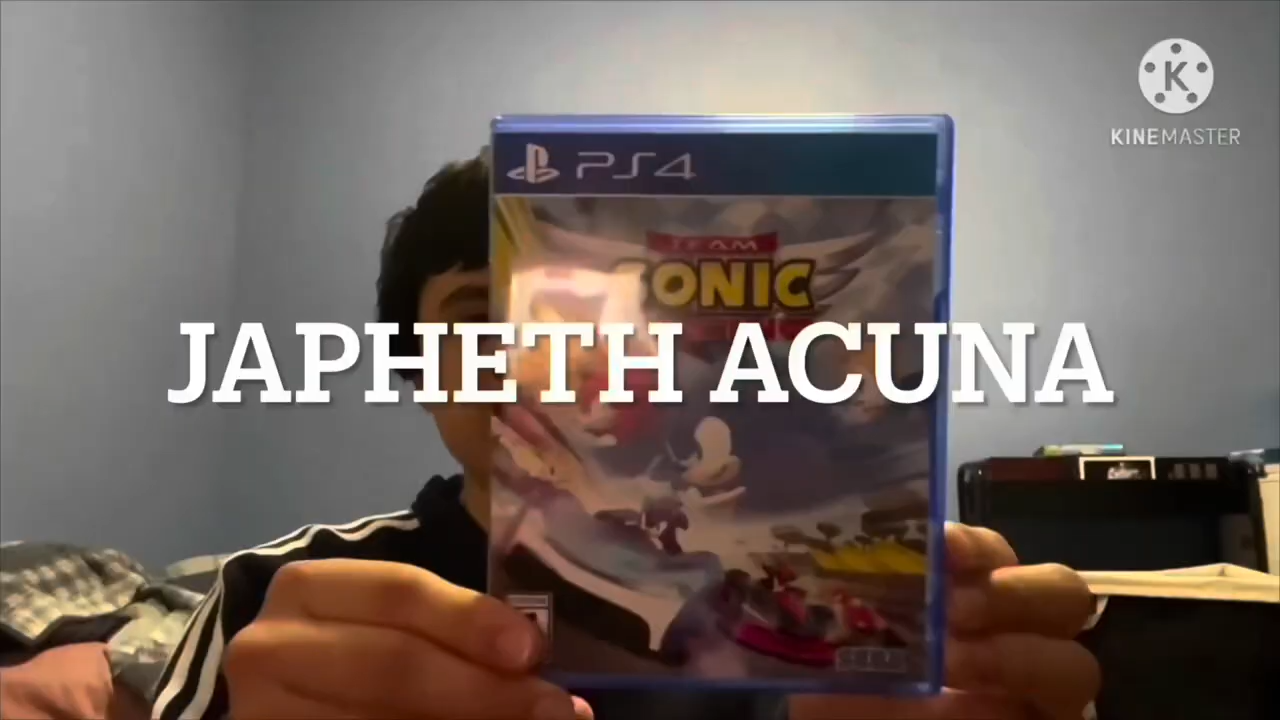 KINEMASTER
PS4
TEAM
SONIC
JAPHETH ACUNA
SEGA